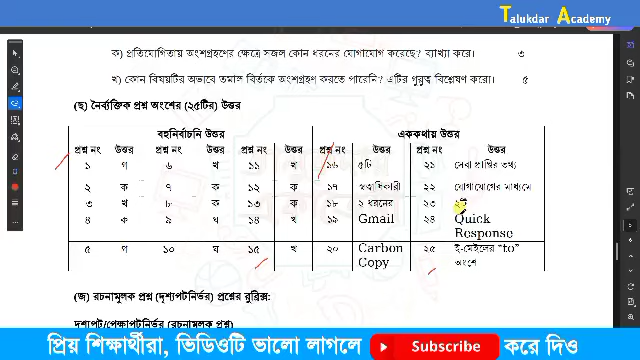 Talukdar Academy
ক) প্রতিযোগিতায় অংশগ্রহণের ক্ষেত্রে সজল কোন ধরনের যোগাযোগ করেছে? ব্যাখ্যা করে। ৩
খ) কোন বিষয়টির অভাবে তমাল বির্তকে অংশগ্রহণ করতে পারেনি? এটির গুরুত্ব বিশ্লেষণ করো। ৫
(ছ) নৈর্ব্যক্তিক প্রশ্ন অংশের (২৫টির) উত্তর
বহুনির্বাচনি উত্তর এককথায় উত্তর
প্রশ্ন নং উত্তর প্রশ্ন নং উত্তর প্রশ্ন নং উত্তর প্রশ্ন নং উত্তর প্রশ্ন নং উত্তর
১ গ ৬ খ ১১ খ ১৬ ৫টি ২১ সেবা প্রাপ্তির তথ্য
২ ক ৭ ক ১২ ক ১৭ স্বত্বাধিকারী ২২ যোগাযোগের মাধ্যমে
৩ খ ৮ ক ১৩ ক ১৮ ২ ধরনের ২৩
৪ ক ৯ ঘ ১৪ খ ১৯ Gmail ২৪ Quick
Response
৫ গ ১০ ঘ ১৫ খ ২০ Carbon ২৫ ই-মেইলের “to”
Copy অংশে
(জ) রচনামূলক প্রশ্ন (দৃশ্যপটনির্ভর) প্রশ্নের রুব্রিক্স:
দৃশ্যপট/পেক্ষাপটনির্ভর (রচনামূলক প্রশ্ন)
প্রিয় শিক্ষার্থীরা, ভিডিওটি ভালো লাগলে Subscribe করে দিও